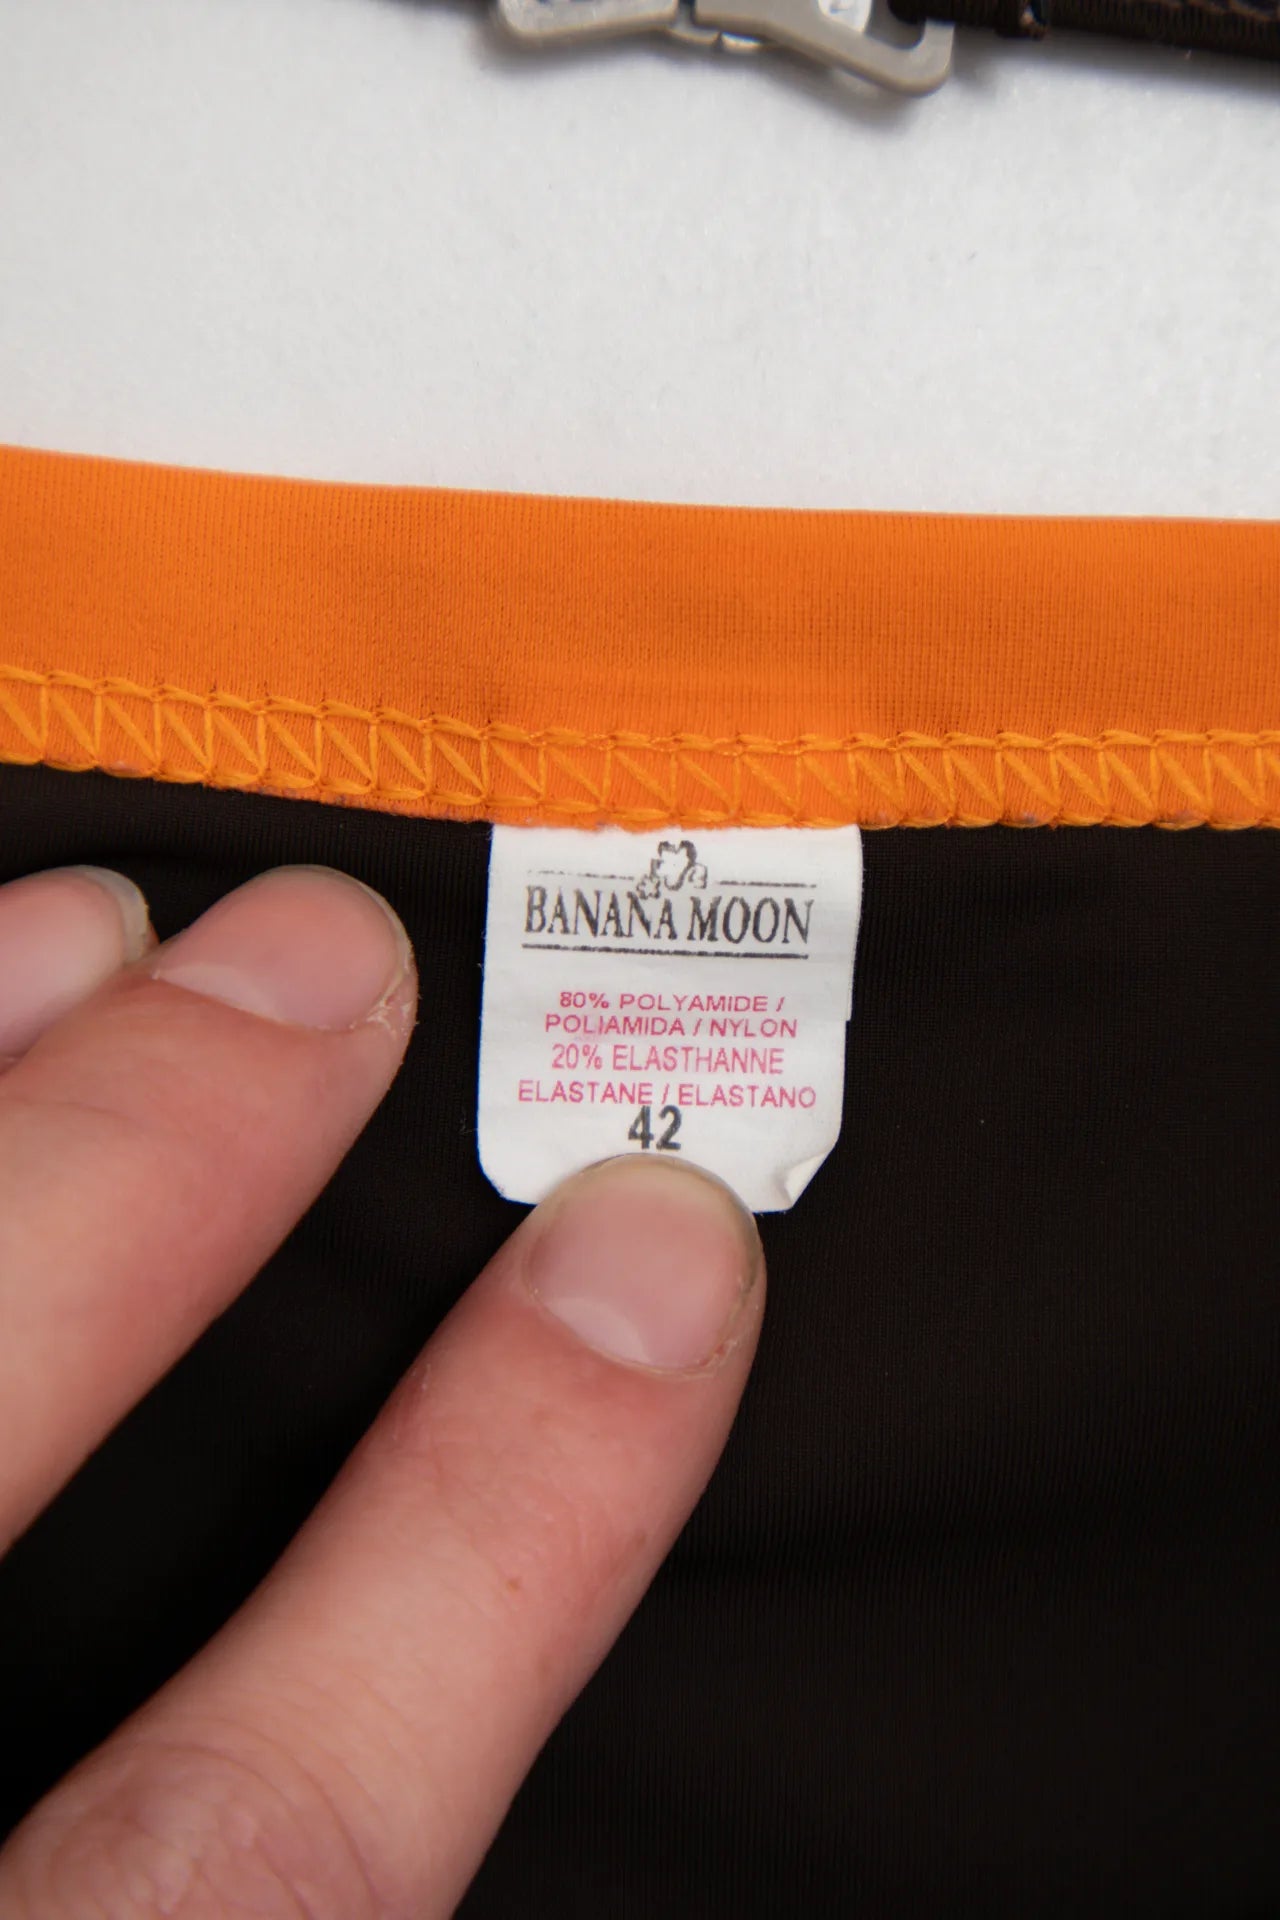 BANANA MOON
80% POLYAMIDE /
POLIAMIDA / NYLON
20% ELASTHANNE
ELASTANE / ELASTANO
42